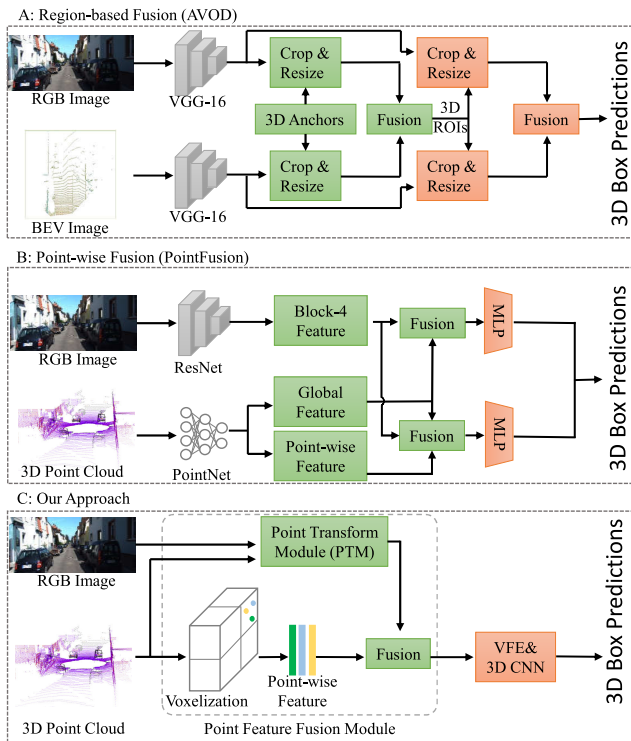 A: Region-based Fusion (AVOD)
RGB Image
VGG-16
Crop &
Resize
Crop &
Resize
3D Anchors
Fusion
3D
ROIs
Fusion
Crop &
Resize
Crop &
Resize
BEV Image
VGG-16
3D Box Predictions
B: Point-wise Fusion (PointFusion)
RGB Image
ResNet
Block-4
Feature
Fusion
MLP
Global
Feature
Point-wise
Feature
Fusion
MLP
3D Point Cloud
PointNet
3D Box Predictions
C: Our Approach
RGB Image
Point Transform
Module (PTM)
Voxelization
Point-wise
Feature
Fusion
VFE&
3D CNN
3D Point Cloud
Point Feature Fusion Module
3D Box Predictions